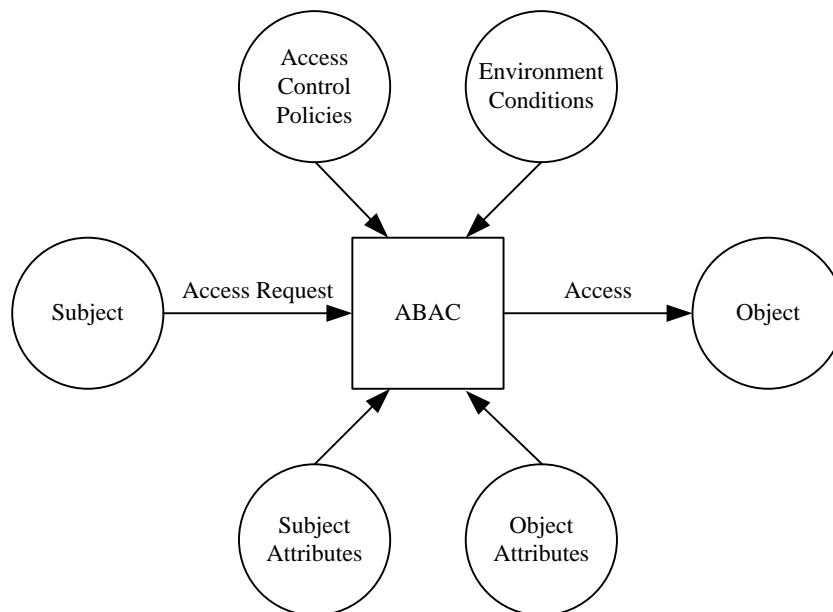 Access
Control
Policies
Environment
Conditions
Subject
Access Request
ABAC
Access
Object
Subject
Attributes
Object
Attributes